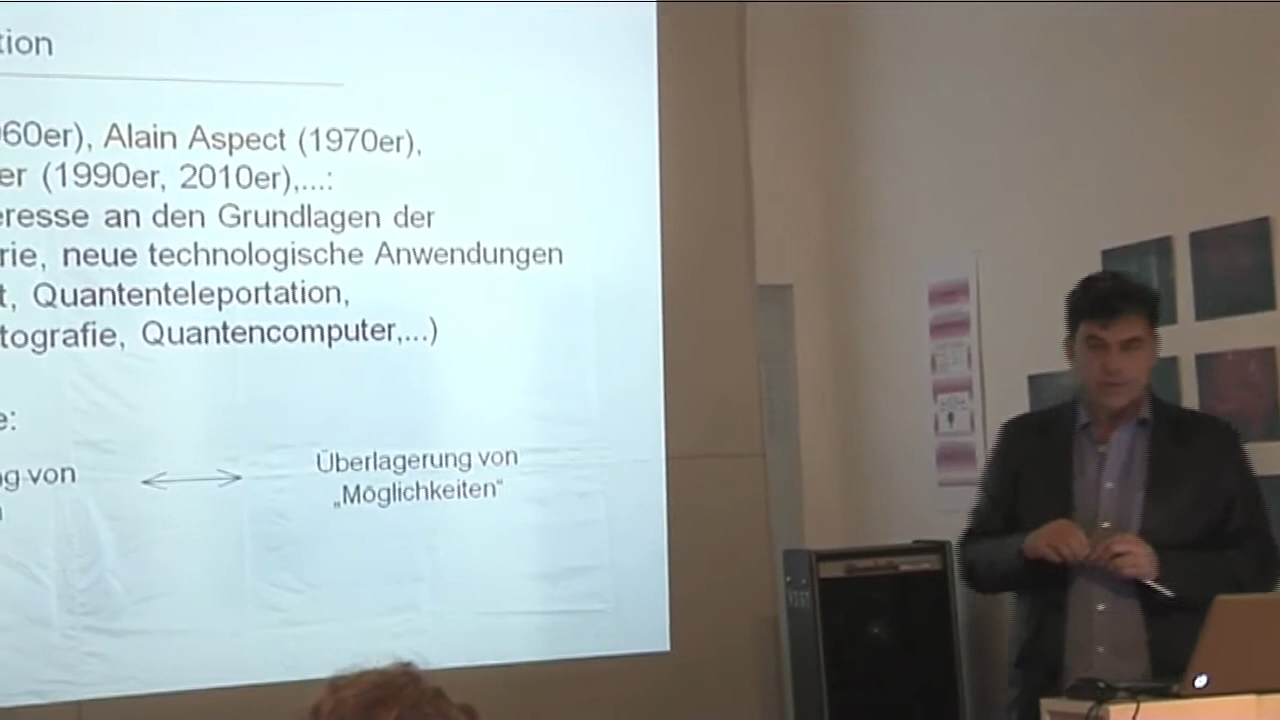 tion
60er), Alain Aspect (1970er),
er (1990er, 2010er),...:
eresse an den Grundlagen der
rie, neue technologische Anwendungen
t, Quantenteleportation,
tografie, Quantencomputer,...)
e:
g von
Überlagerung von
„Möglichkeiten“